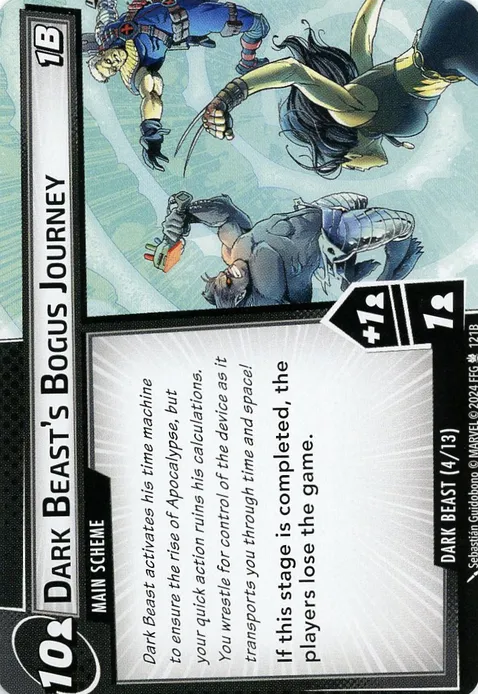 10
DARK BEAST'S BOGUS JOURNEY
1B
MAIN SCHEME
Dark Beast activates his time machine
to ensure the rise of Apocalypse, but
your quick action ruins his calculations.
You wrestle for control of the device as it
transports you through time and space!
If this stage is completed, the
players lose the game.
+1
1
DARK BEAST (4/13)
Sebastián Guidobono © MARVEL © 2024 FFG 121B